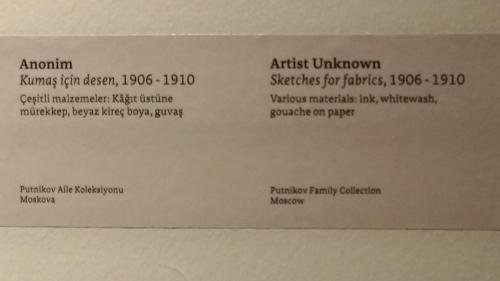 Anonim
Kumaş için desen, 1906 - 1910
Çeşitli malzemeler: Kâğıt üstüne
mürekkep, beyaz kireç boya, guvaş
Putnikov Aile Koleksiyonu
Moskova
Artist Unknown
Sketches for fabrics, 1906 - 1910
Various materials: ink, whitewash,
gouache on paper
Putnikov Family Collection
Moscow